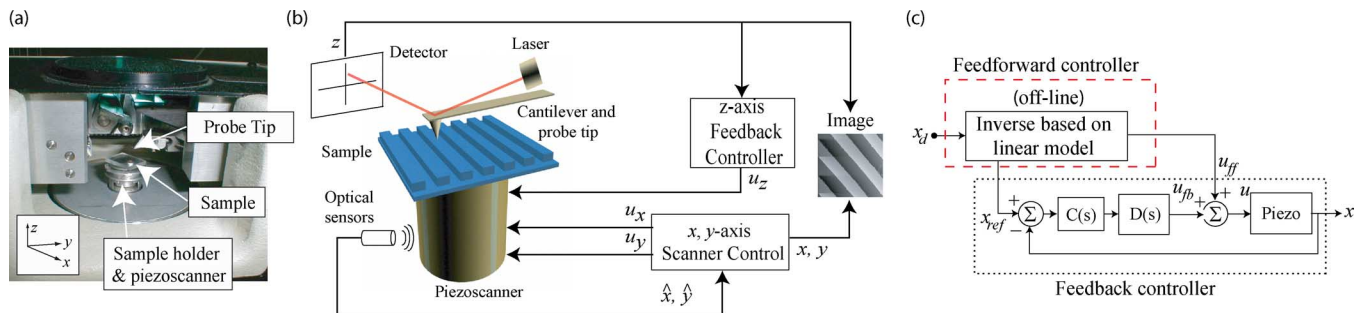 (a)
Probe Tip
Sample
Sample holder
& piezoscanner
z
y
x
(b)
z
Detector
Laser
Cantilever and
probe tip
Sample
Optical
sensors
Piezoscanner
z-axis
Feedback
Controller
u_z
Image
u_x
u_y
x, y-axis
Scanner Control
x, y
x̂, ŷ
(c)
Feedforward controller
(off-line)
x_d
Inverse based on
linear model
u_ff
x_ref
+
−
Σ
C(s)
D(s)
u_fb
+
+
Σ
u
Piezo
x
Feedback controller